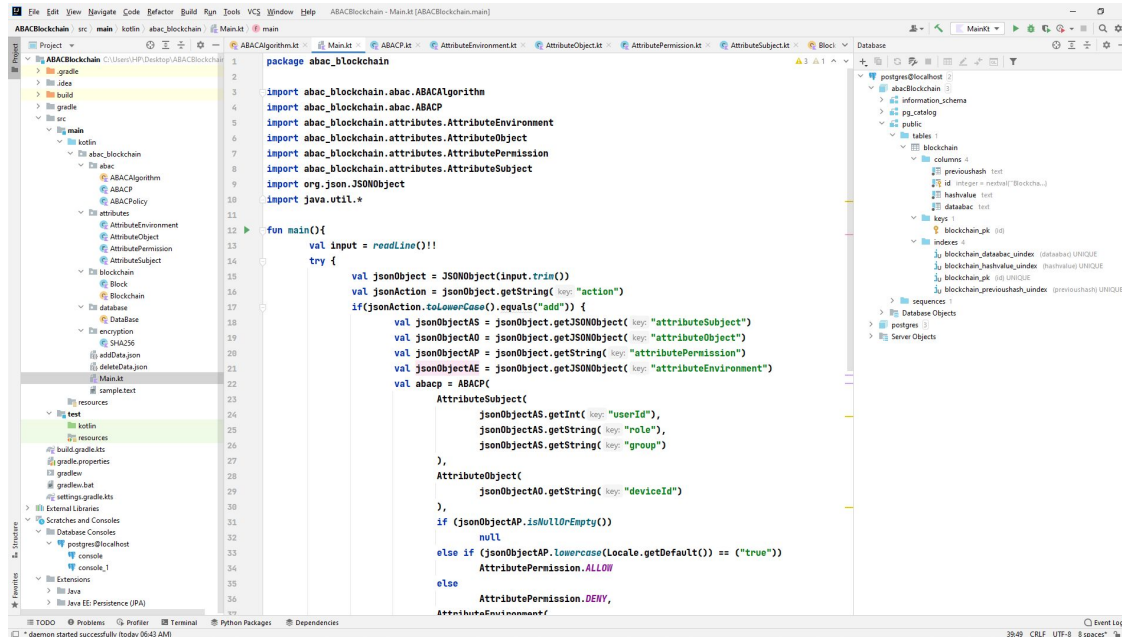 File Edit View Navigate Code Refactor Build Run Tools VCS Window Help ABACBlockchain - Main.kt [ABACBlockchain.main]
ABACBlockchain src main kotlin abac_blockchain Main.kt main
MainKt
Project
ABACAlgorithm.kt Main.kt ABACP.kt AttributeEnvironment.kt AttributeObject.kt AttributePermission.kt AttributeSubject.kt Block
Database
Project
ABACBlockchain C:\Users\HP\Desktop\ABACBlockchain
.gradle
.idea
build
gradle
src
main
kotlin
abac_blockchain
abac
ABACAlgorithm
ABACP
ABACPolicy
attributes
AttributeEnvironment
AttributeObject
AttributePermission
AttributeSubject
blockchain
Block
Blockchain
database
DataBase
encryption
SHA256
addData.json
deleteData.json
Main.kt
sample.text
resources
test
kotlin
resources
build.gradle.kts
gradle.properties
gradlew
gradlew.bat
settings.gradle.kts
External Libraries
Scratches and Consoles
Database Consoles
postgres@localhost
console
console_1
Extensions
Java
Java EE: Persistence (JPA)
Structure
Favorites
1 package abac_blockchain
2
3 import abac_blockchain.abac.ABACAlgorithm
4 import abac_blockchain.abac.ABACP
5 import abac_blockchain.attributes.AttributeEnvironment
6 import abac_blockchain.attributes.AttributeObject
7 import abac_blockchain.attributes.AttributePermission
8 import abac_blockchain.attributes.AttributeSubject
9 import org.json.JSONObject
10 import java.util.*
11
12 fun main(){
13 val input = readLine()!!
14 try {
15 val jsonObject = JSONObject(input.trim())
16 val jsonAction = jsonObject.getString( key: "action")
17 if(jsonAction.toLowerCase().equals("add")) {
18 val jsonObjectAS = jsonObject.getJSONObject( key: "attributeSubject")
19 val jsonObjectAO = jsonObject.getJSONObject( key: "attributeObject")
20 val jsonObjectAP = jsonObject.getString( key: "attributePermission")
21 val jsonObjectAE = jsonObject.getJSONObject( key: "attributeEnvironment")
22 val abacp = ABACP(
23 AttributeSubject(
24 jsonObjectAS.getInt( key: "userId"),
25 jsonObjectAS.getString( key: "role"),
26 jsonObjectAS.getString( key: "group")
27 ),
28 AttributeObject(
29 jsonObjectAO.getString( key: "deviceId")
30 ),
31 if (jsonObjectAP.isNullOrEmpty())
32 null
33 else if (jsonObjectAP.lowercase(Locale.getDefault()) == ("true"))
34 AttributePermission.ALLOW
35 else
36 AttributePermission.DENY,
37 AttributeEnvironment(
3 1
postgres@localhost 2
abacBlockchain 3
information_schema
pg_catalog
public
tables 1
blockchain
columns 4
previoushash text
id integer = nextval('"Blockcha...)
hashvalue text
dataabac text
keys 1
blockchain_pk (id)
indexes 4
blockchain_dataabac_uindex (dataabac) UNIQUE
blockchain_hashvalue_uindex (hashvalue) UNIQUE
blockchain_pk (id) UNIQUE
blockchain_previoushash_uindex (previoushash) UNIQUE
sequences 1
Database Objects
postgres 3
Server Objects
TODO Problems Profiler Terminal Python Packages Dependencies Event Log
* daemon started successfully (today 06:43 AM) 39:49 CRLF UTF-8 8 spaces*